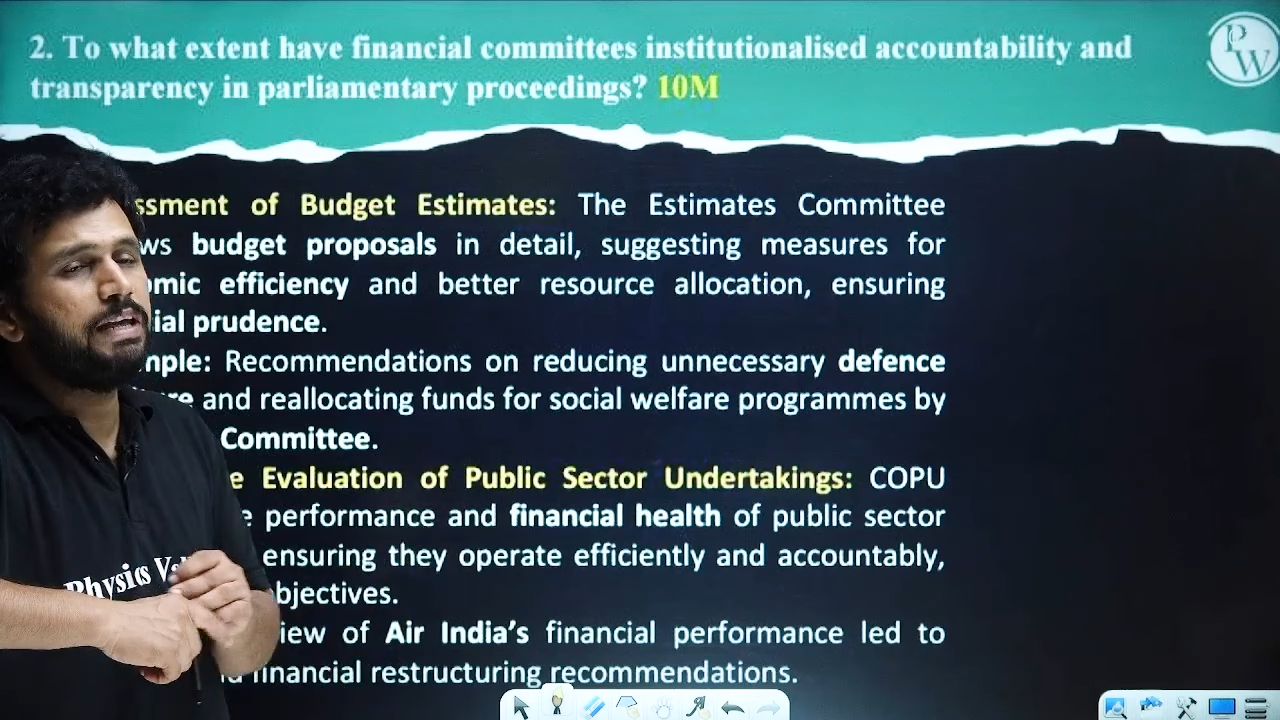 2. To what extent have financial committees institutionalised accountability and
transparency in parliamentary proceedings? 10M
PW
ssment of Budget Estimates: The Estimates Committee
ws budget proposals in detail, suggesting measures for
omic efficiency and better resource allocation, ensuring
ial prudence.
mple: Recommendations on reducing unnecessary defence
re and reallocating funds for social welfare programmes by
Committee.
e Evaluation of Public Sector Undertakings: COPU
e performance and financial health of public sector
ensuring they operate efficiently and accountably,
bjectives.
iew of Air India's financial performance led to
financial restructuring recommendations.
Physics